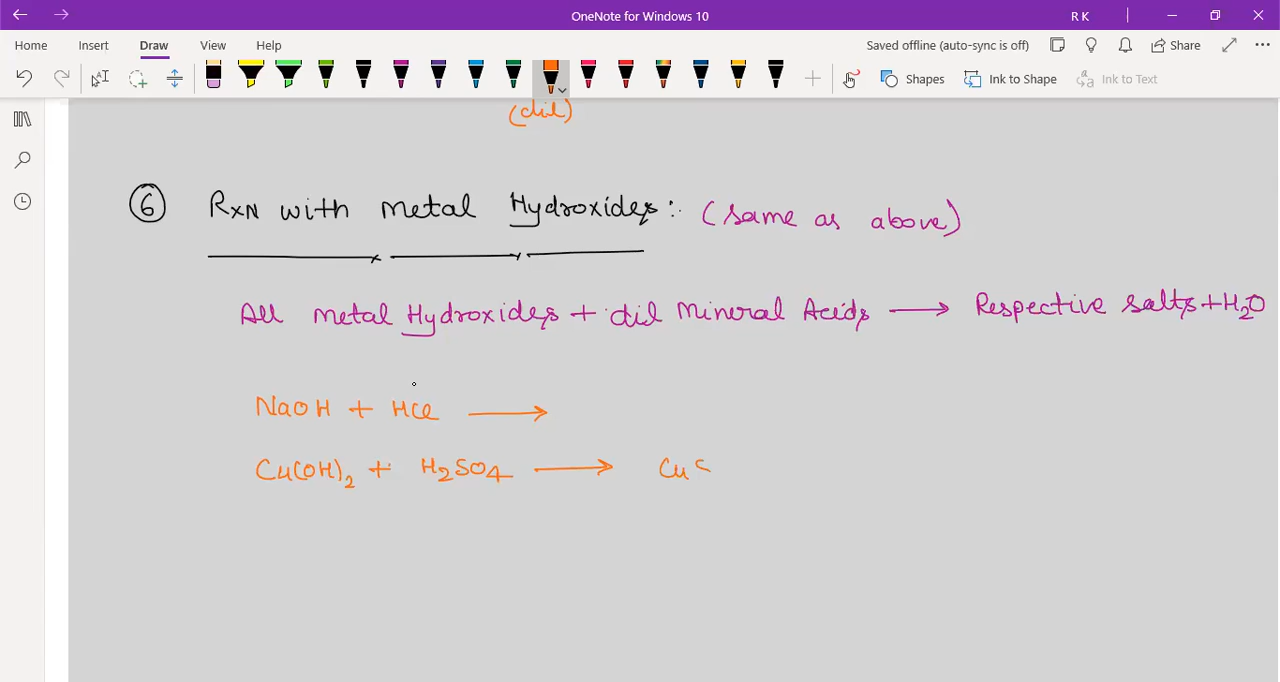 OneNote for Windows 10
R K
Home Insert Draw View Help
Saved offline (auto-sync is off)
Share
Shapes
Ink to Shape
Ink to Text
(dil)
6 RxN with Metal Hydroxides :. (same as above)
All metal Hydroxides + dil Mineral Acids ⟶ Respective salts + H2O
NaOH + HCl ⟶
Cu(OH)2 + H2SO4 ⟶ CuS